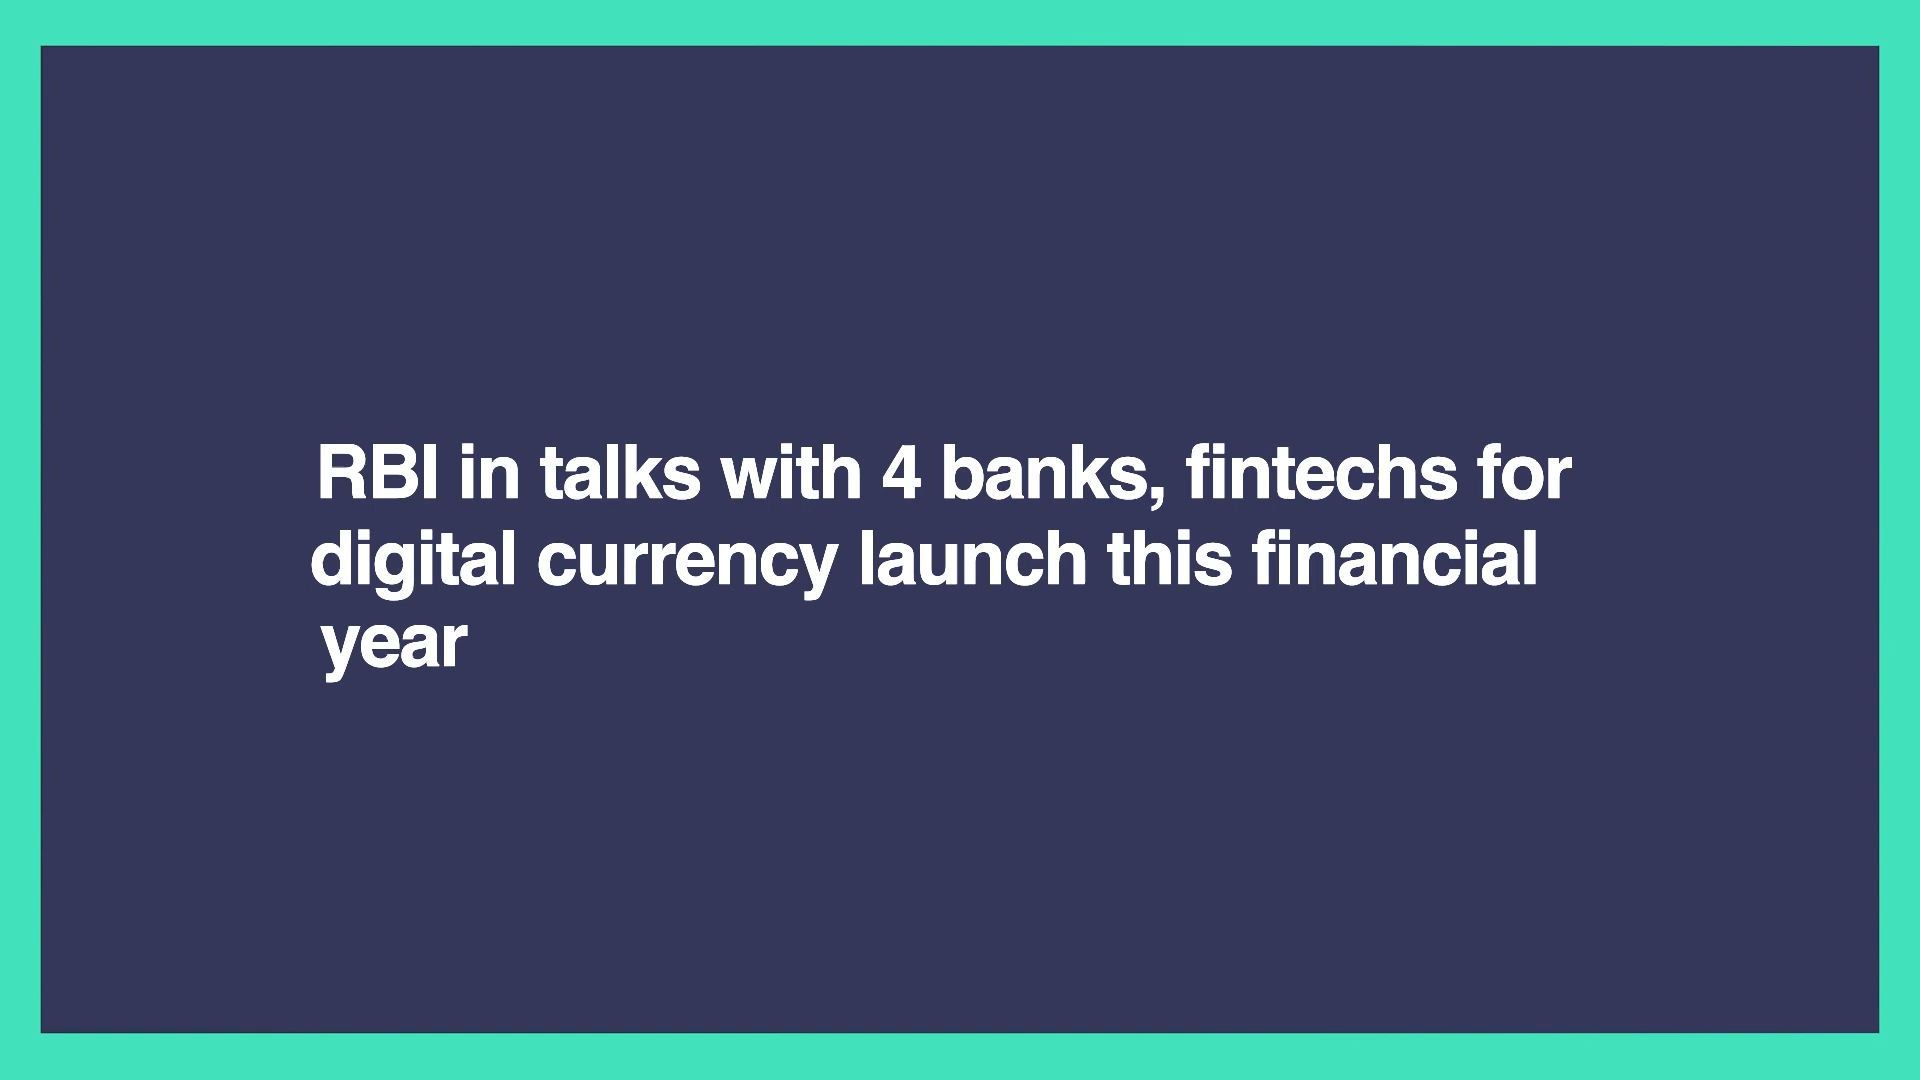 RBI in talks with 4 banks, fintechs for
digital currency launch this financial
year